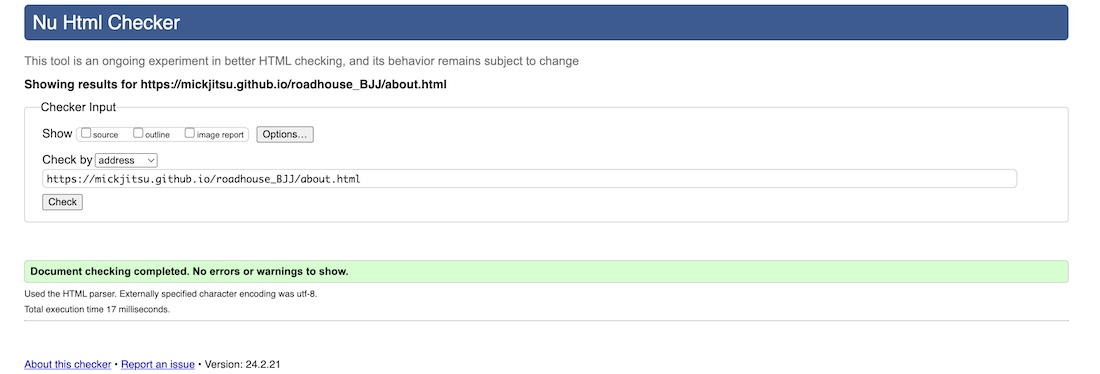 Nu Html Checker
This tool is an ongoing experiment in better HTML checking, and its behavior remains subject to change
Showing results for https://mickjitsu.github.io/roadhouse_BJJ/about.html
Checker Input
Show source outline image report Options...
Check by address
https://mickjitsu.github.io/roadhouse_BJJ/about.html
Check
Document checking completed. No errors or warnings to show.
Used the HTML parser. Externally specified character encoding was utf-8.
Total execution time 17 milliseconds.
About this checker • Report an issue • Version: 24.2.21